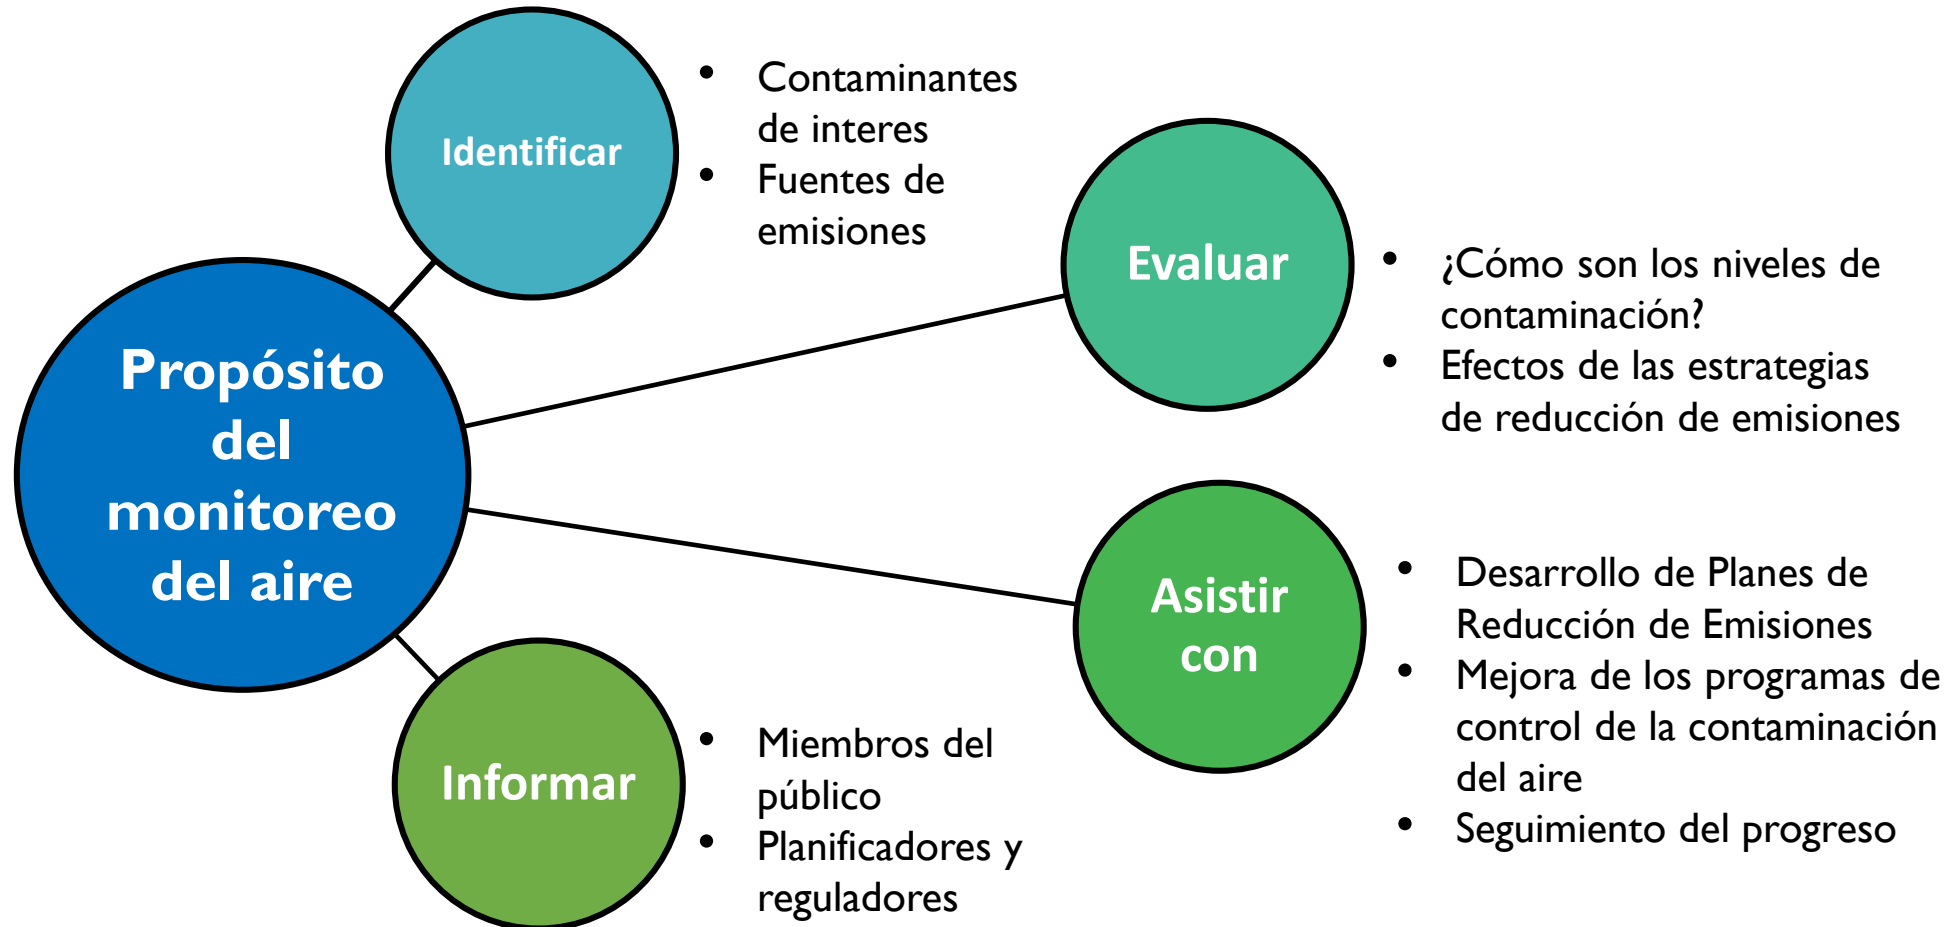 Propósito
del
monitoreo
del aire
Identificar
• Contaminantes
de interes
• Fuentes de
emisiones
Evaluar
• ¿Cómo son los niveles de
contaminación?
• Efectos de las estrategias
de reducción de emisiones
Asistir
con
• Desarrollo de Planes de
Reducción de Emisiones
• Mejora de los programas de
control de la contaminación
del aire
• Seguimiento del progreso
Informar
• Miembros del
público
• Planificadores y
reguladores